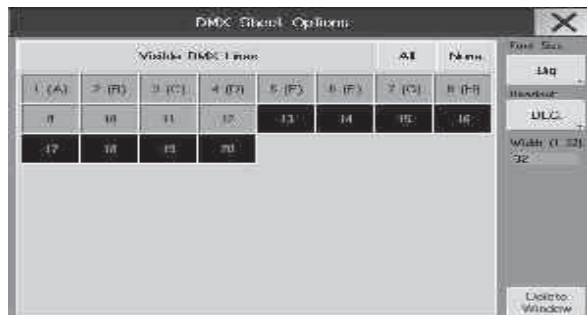 DMX Sheet Options
Visible DMX Lines All None
Font Size
Big
1 (A) 2 (B) 3 (C) 4 (D) 5 (E) 6 (F) 7 (G) 8 (H)
Readout
9 10 11 12 13 14 15 16
DEC.
17 18 19 20
Width (1..32)
32
Delete
Window